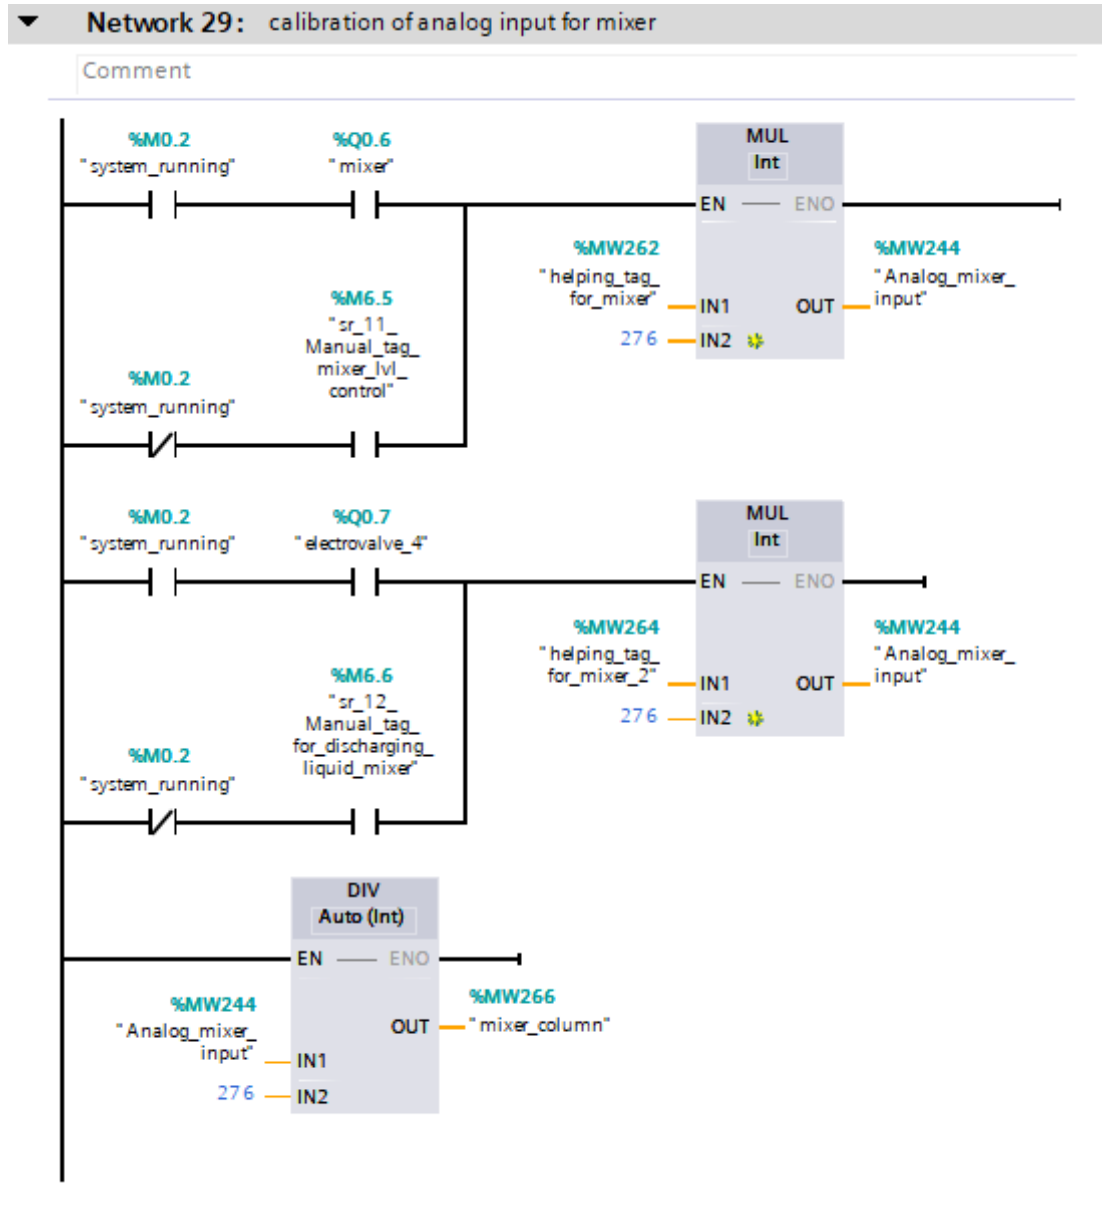 Network 29: calibration of analog input for mixer
Comment
%M0.2
"system_running"
%Q0.6
"mixer"
MUL
Int
EN
ENO
%MW262
"helping_tag_
for_mixer"
IN1
276
IN2
OUT
%MW244
"Analog_mixer_
input"
%M6.5
"sr_11_
Manual_tag_
mixer_lvl_
control"
%M0.2
"system_running"
%M0.2
"system_running"
%Q0.7
"electrovalve_4"
MUL
Int
EN
ENO
%MW264
"helping_tag_
for_mixer_2"
IN1
276
IN2
OUT
%MW244
"Analog_mixer_
input"
%M6.6
"sr_12_
Manual_tag_
for_discharging_
liquid_mixer"
%M0.2
"system_running"
DIV
Auto (Int)
EN
ENO
%MW244
"Analog_mixer_
input"
IN1
276
IN2
OUT
%MW266
"mixer_column"